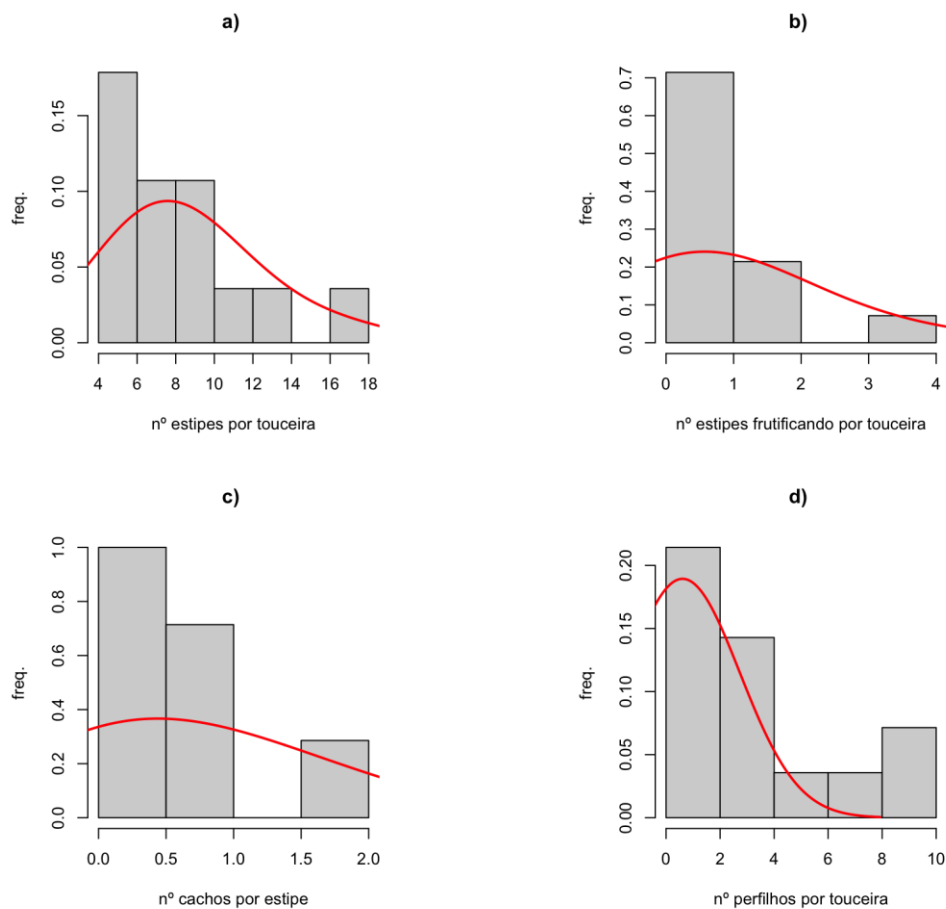 a)
freq.
0.15
0.10
0.05
0.00
4 6 8 10 12 14 16 18
nº estipes por touceira
b)
freq.
0.7
0.6
0.5
0.4
0.3
0.2
0.1
0.0
0 1 2 3 4
nº estipes frutificando por touceira
c)
freq.
1.0
0.8
0.6
0.4
0.2
0.0
0.0 0.5 1.0 1.5 2.0
nº cachos por estipe
d)
freq.
0.20
0.15
0.10
0.05
0.00
0 2 4 6 8 10
nº perfilhos por touceira